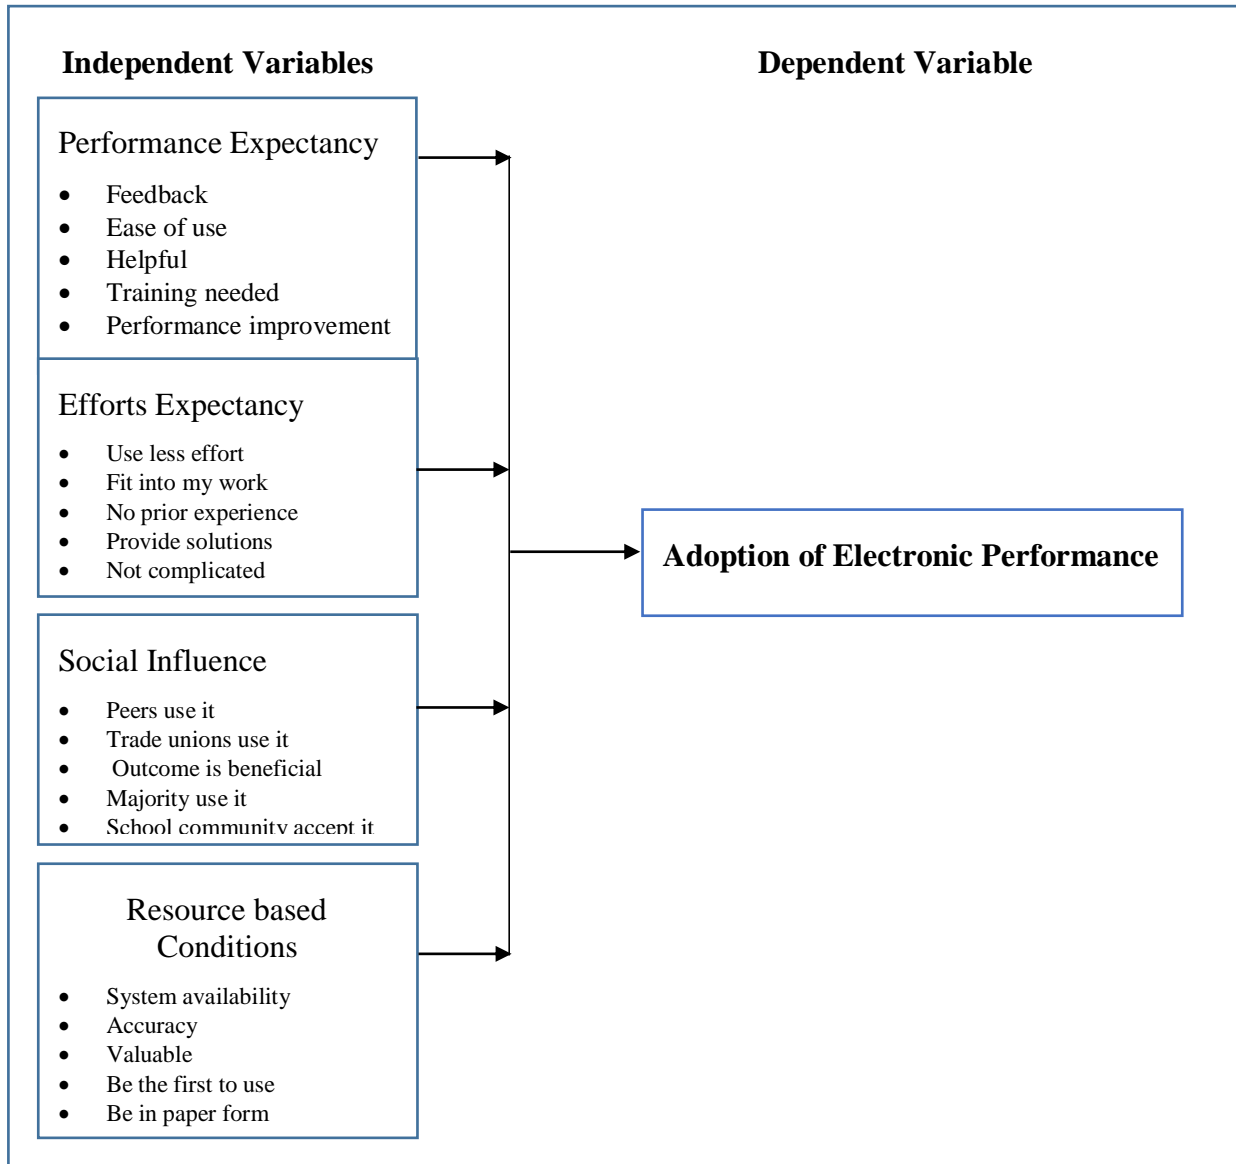 Independent Variables
Dependent Variable
Performance Expectancy
• Feedback
• Ease of use
• Helpful
• Training needed
• Performance improvement
Efforts Expectancy
• Use less effort
• Fit into my work
• No prior experience
• Provide solutions
• Not complicated
Social Influence
• Peers use it
• Trade unions use it
• Outcome is beneficial
• Majority use it
• School community accept it
Resource based
Conditions
• System availability
• Accuracy
• Valuable
• Be the first to use
• Be in paper form
Adoption of Electronic Performance